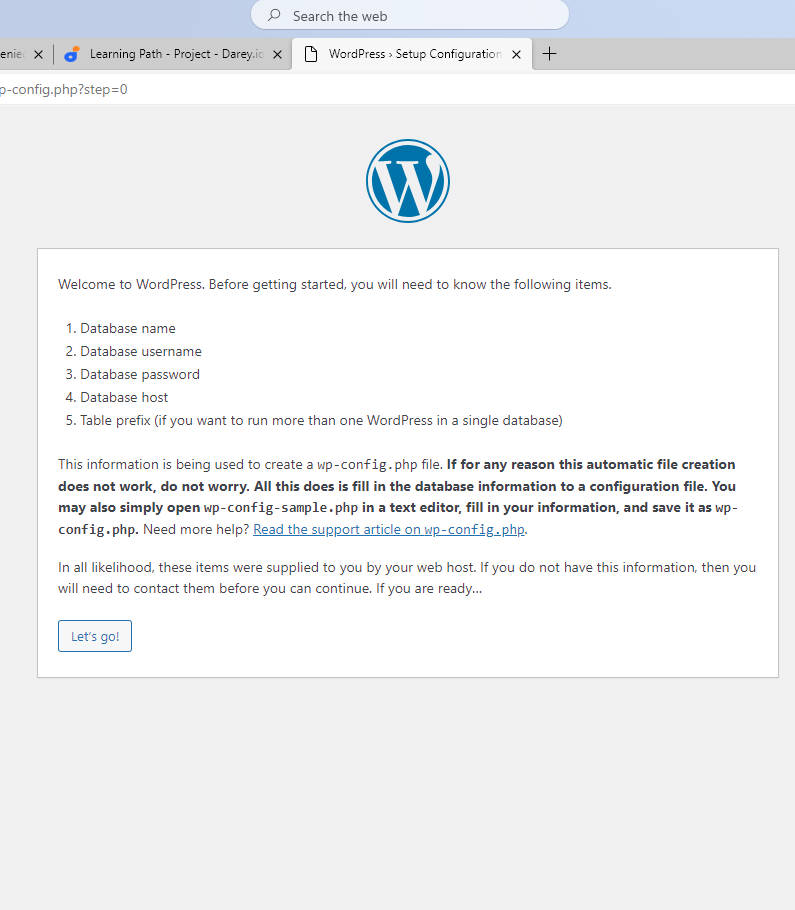 Search the web
enied
Learning Path - Project - Darey.io
WordPress › Setup Configuration
p-config.php?step=0
Welcome to WordPress. Before getting started, you will need to know the following items.
1. Database name
2. Database username
3. Database password
4. Database host
5. Table prefix (if you want to run more than one WordPress in a single database)
This information is being used to create a wp-config.php file. If for any reason this automatic file creation
does not work, do not worry. All this does is fill in the database information to a configuration file. You
may also simply open wp-config-sample.php in a text editor, fill in your information, and save it as wp-
config.php. Need more help? Read the support article on wp-config.php.
In all likelihood, these items were supplied to you by your web host. If you do not have this information, then you
will need to contact them before you can continue. If you are ready…
Let’s go!